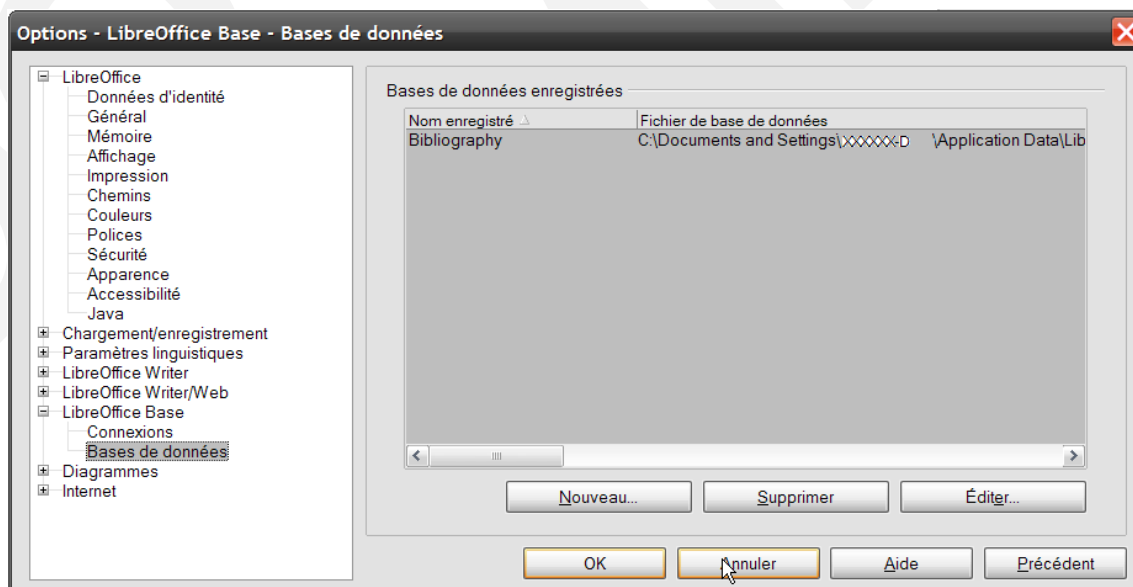 Options - LibreOffice Base - Bases de données
LibreOffice
Données d'identité
Général
Mémoire
Affichage
Impression
Chemins
Couleurs
Polices
Sécurité
Apparence
Accessibilité
Java
Chargement/enregistrement
Paramètres linguistiques
LibreOffice Writer
LibreOffice Writer/Web
LibreOffice Base
Connexions
Bases de données
Diagrammes
Internet
Bases de données enregistrées
Nom enregistré Fichier de base de données
Bibliography C:\Documents and Settings\XXXXXX-D \Application Data\Lib
Nouveau... Supprimer Éditer...
OK Annuler Aide Précédent